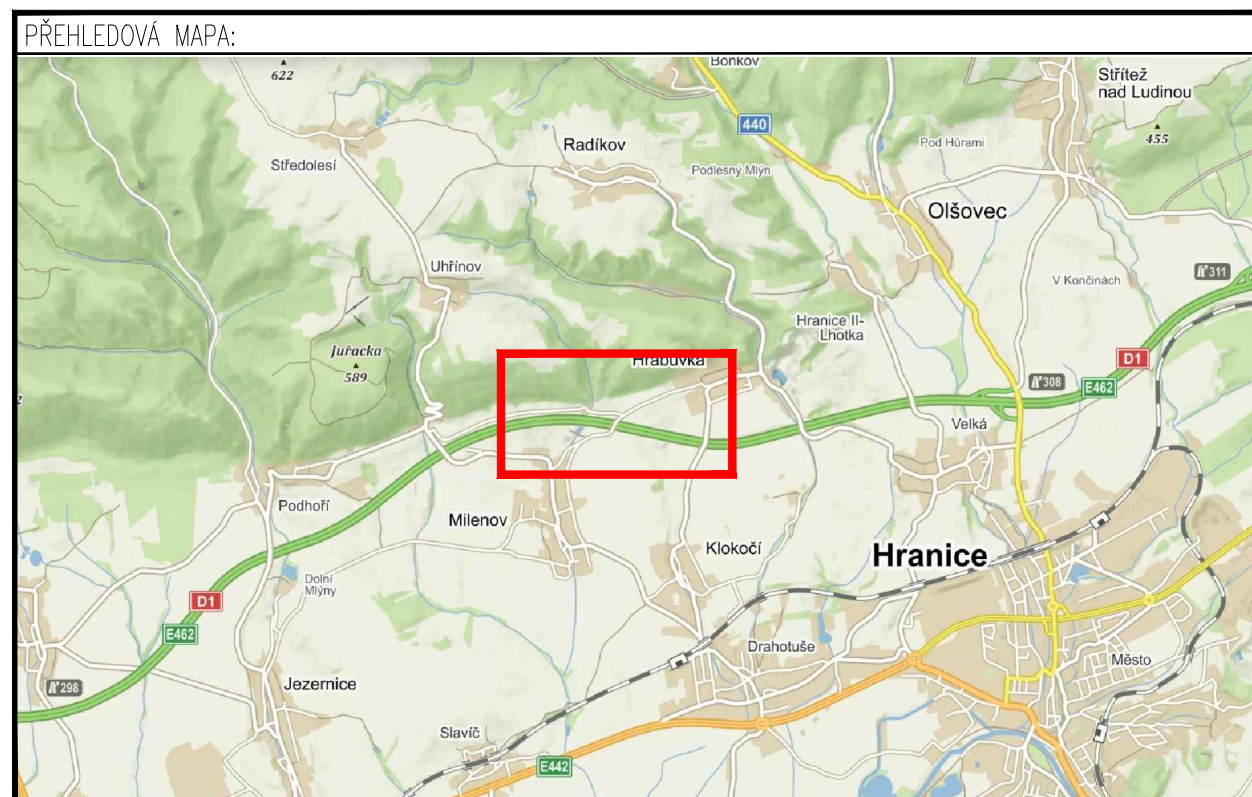 PŘEHLEDOVÁ MAPA:
622
Bonkov
Střítež
nad Ludinou
455
440
Radíkov
Pod Hůrami
Středolesí
Podlesný Mlýn
Olšovec
Uhřínov
V Končinách
311
Hranice II-
Lhotka
Juřacka
589
Hrabůvka
D1
308
E462
Velká
Podhoří
Milenov
Klokočí
Hranice
Dolní
Mlýny
D1
E462
Drahotuše
Město
298
Jezernice
Slavíč
E442